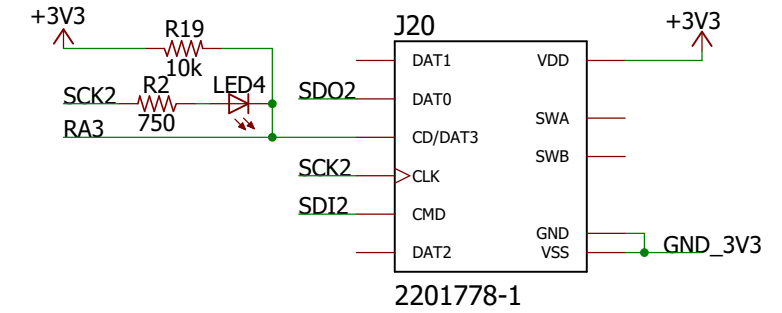 +3V3
R19
10k
SCK2
R2
750
LED4
RA3
J20
+3V3
DAT1
VDD
SDO2
DAT0
SWA
CD/DAT3
SWB
SCK2
CLK
SDI2
CMD
GND
DAT2
VSS
GND_3V3
2201778-1